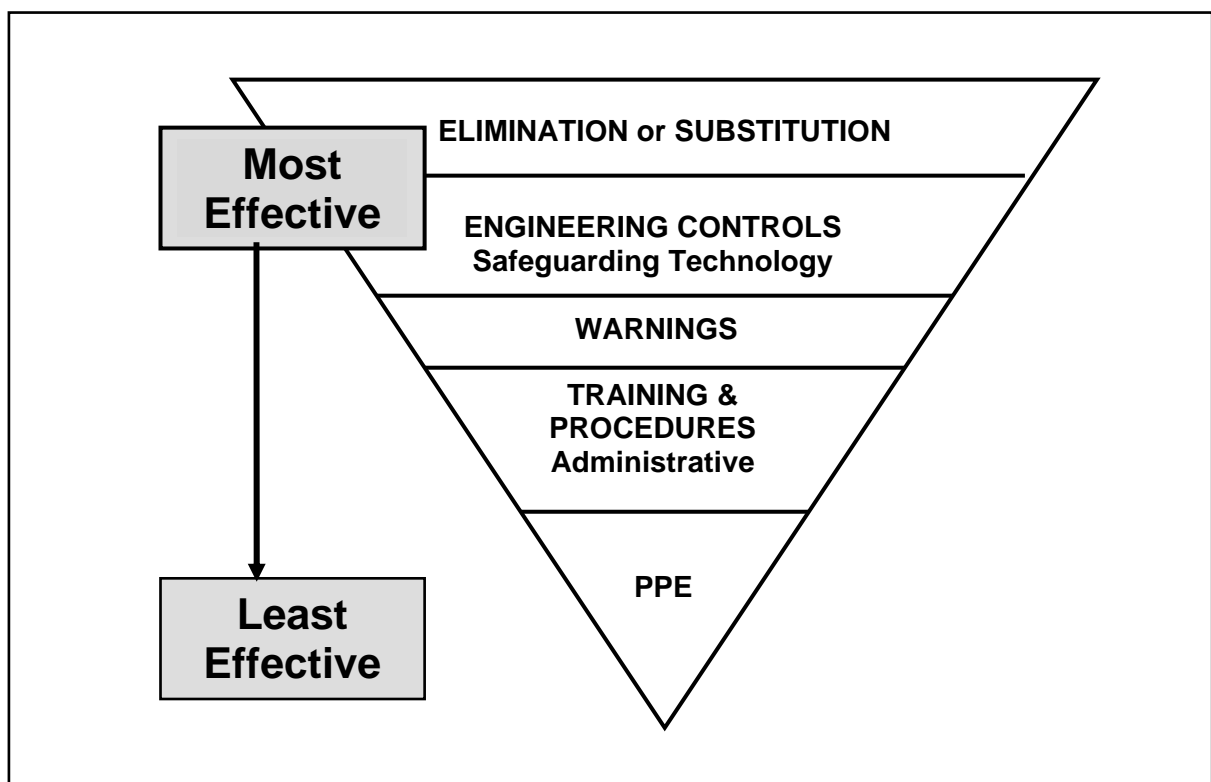 ELIMINATION or SUBSTITUTION
Most
Effective
ENGINEERING CONTROLS
Safeguarding Technology
WARNINGS
TRAINING &
PROCEDURES
Administrative
PPE
Least
Effective